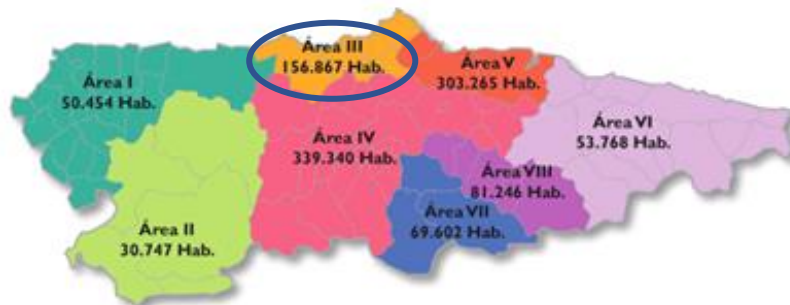 Área III
156.867 Hab.
Área V
303.265 Hab.
Área I
50.454 Hab.
Área VI
53.768 Hab.
Área IV
339.340 Hab.
Área VIII
81.246 Hab.
Área VII
69.602 Hab.
Área II
30.747 Hab.